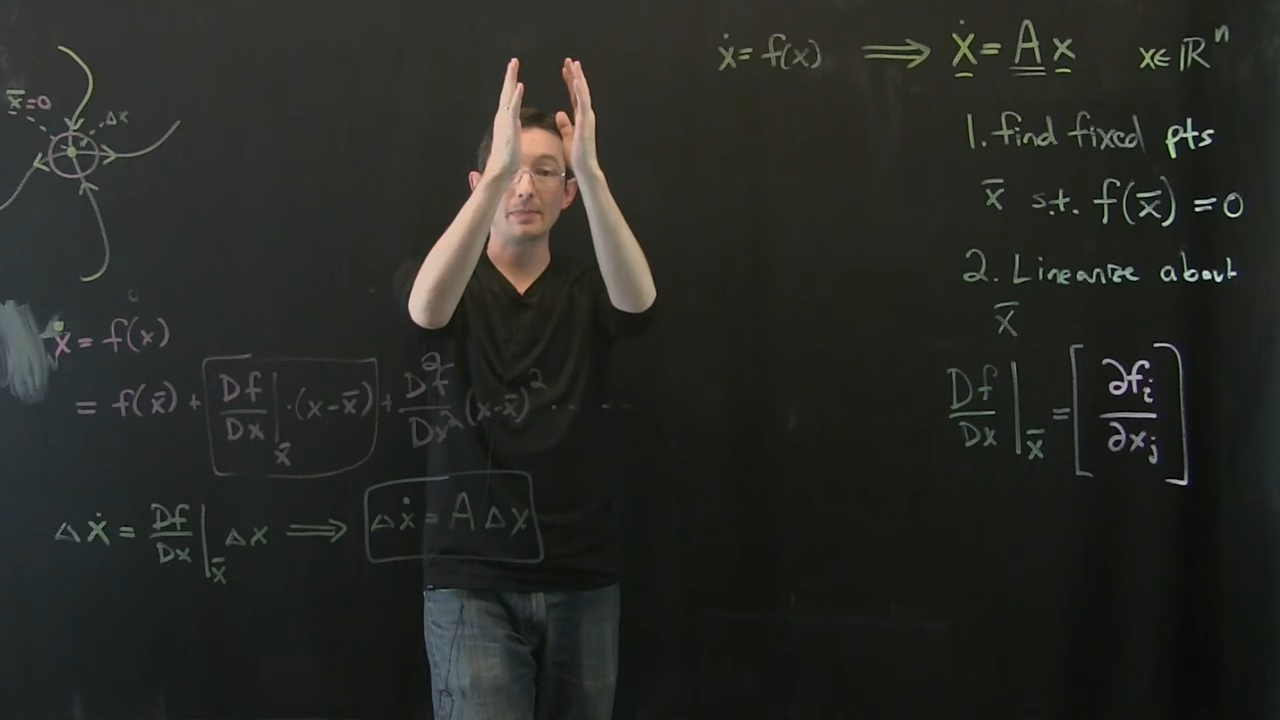 x̄=0
Δx
ẋ = f(x)
= f(x̄) + Df/Dx|x̄ · (x-x̄) + D²f/Dx² (x-x̄)² · · - -
Δẋ = Df/Dx|x̄ Δx ⟹ Δẋ = A Δx
ẋ = f(x) ⟹ ẋ = A x x∈ℝⁿ
1. find fixed pts
x̄ s.t. f(x̄) = 0
2. Linearize about
x̄
Df/Dx|x̄ = [∂fᵢ/∂xⱼ]